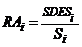 RA_i = SDES_i / S_i